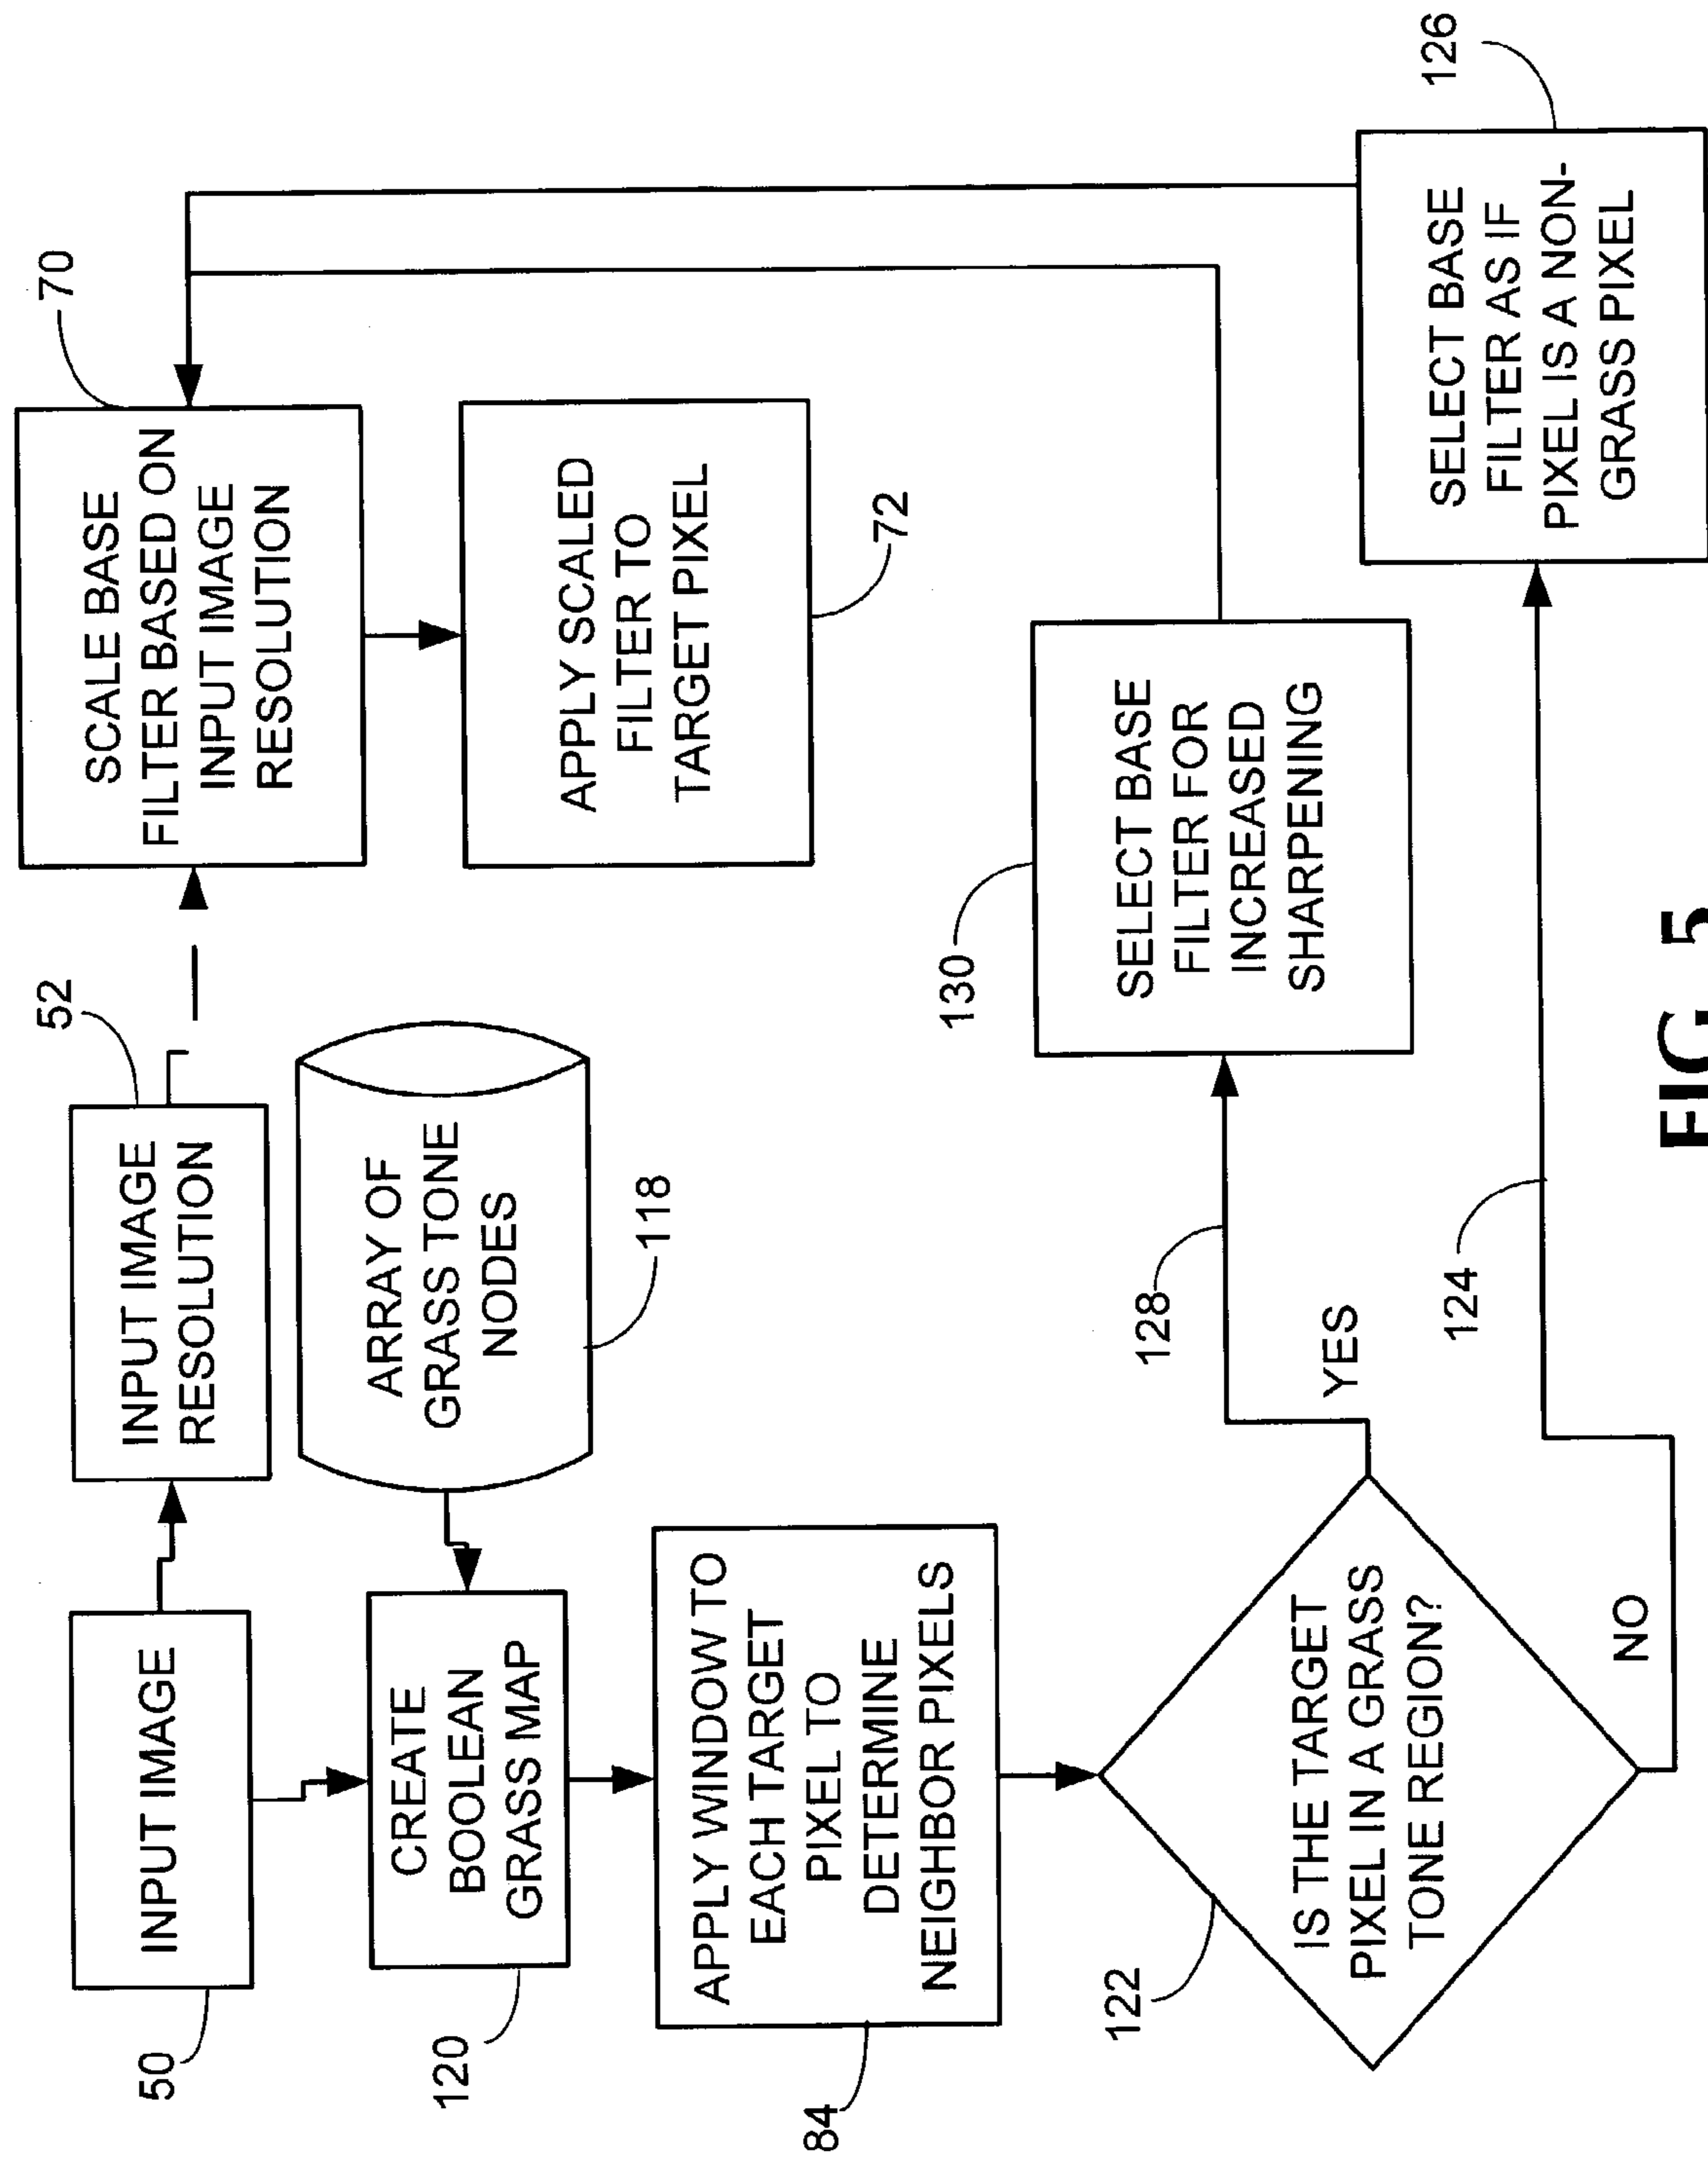 INPUT IMAGE
50
INPUT IMAGE
RESOLUTION
52
SCALE BASE
FILTER BASED ON
INPUT IMAGE
RESOLUTION
70
ARRAY OF
GRASS TONE
NODES
118
CREATE
BOOLEAN
GRASS MAP
120
APPLY SCALED
FILTER TO
TARGET PIXEL
72
APPLY WINDOW TO
EACH TARGET
PIXEL TO
DETERMINE
NEIGHBOR PIXELS
84
IS THE TARGET
PIXEL IN A GRASS
TONE REGION?
122
YES
128
SELECT BASE
FILTER FOR
INCREASED
SHARPENING
130
NO
124
SELECT BASE
FILTER AS IF
PIXEL IS A NON-
GRASS PIXEL
126
FIG. 5